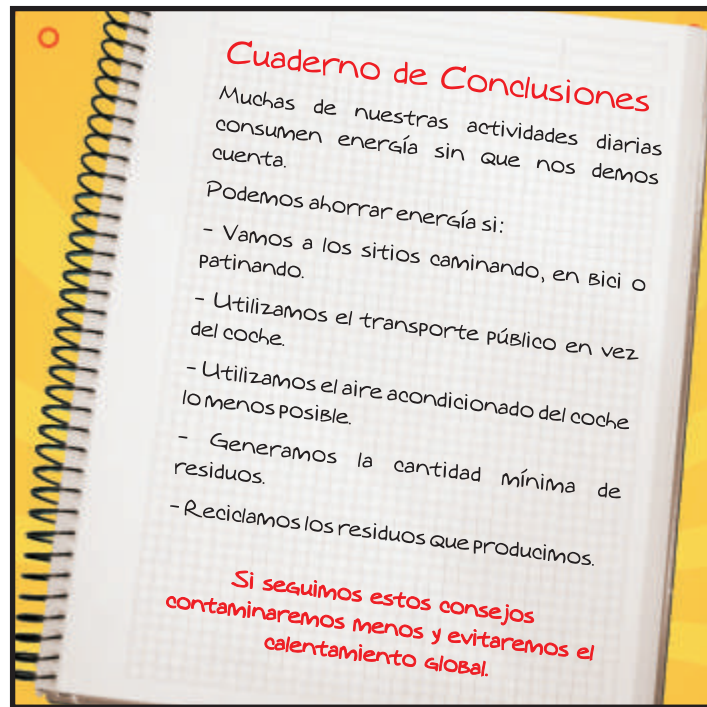 Cuaderno de Conclusiones
Muchas de nuestras actividades diarias
consumen energía sin que nos demos
cuenta.
Podemos ahorrar energía si:
- Vamos a los sitios caminando, en bici o
patinando.
- Utilizamos el transporte público en vez
del coche.
- Utilizamos el aire acondicionado del coche
lo menos posible.
- Generamos la cantidad mínima de
residuos.
- Reciclamos los residuos que producimos.
Si seguimos estos consejos
contaminaremos menos y evitaremos el
calentamiento global.